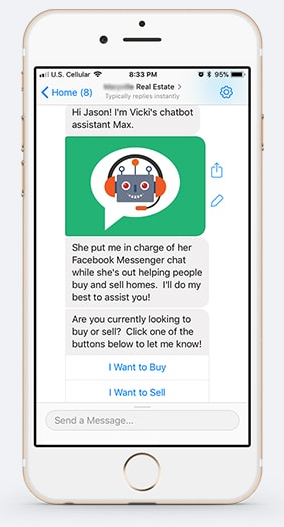 U.S. Cellular 8:33 PM 95%
Home (8) Real Estate
Typically replies instantly
Hi Jason! I'm Vicki's chatbot
assistant Max.
She put me in charge of her
Facebook Messenger chat
while she's out helping people
buy and sell homes.  I'll do my
best to assist you!
Are you currently looking to
buy or sell?  Click one of the
buttons below to let me know!
I Want to Buy
I Want to Sell
Send a Message...